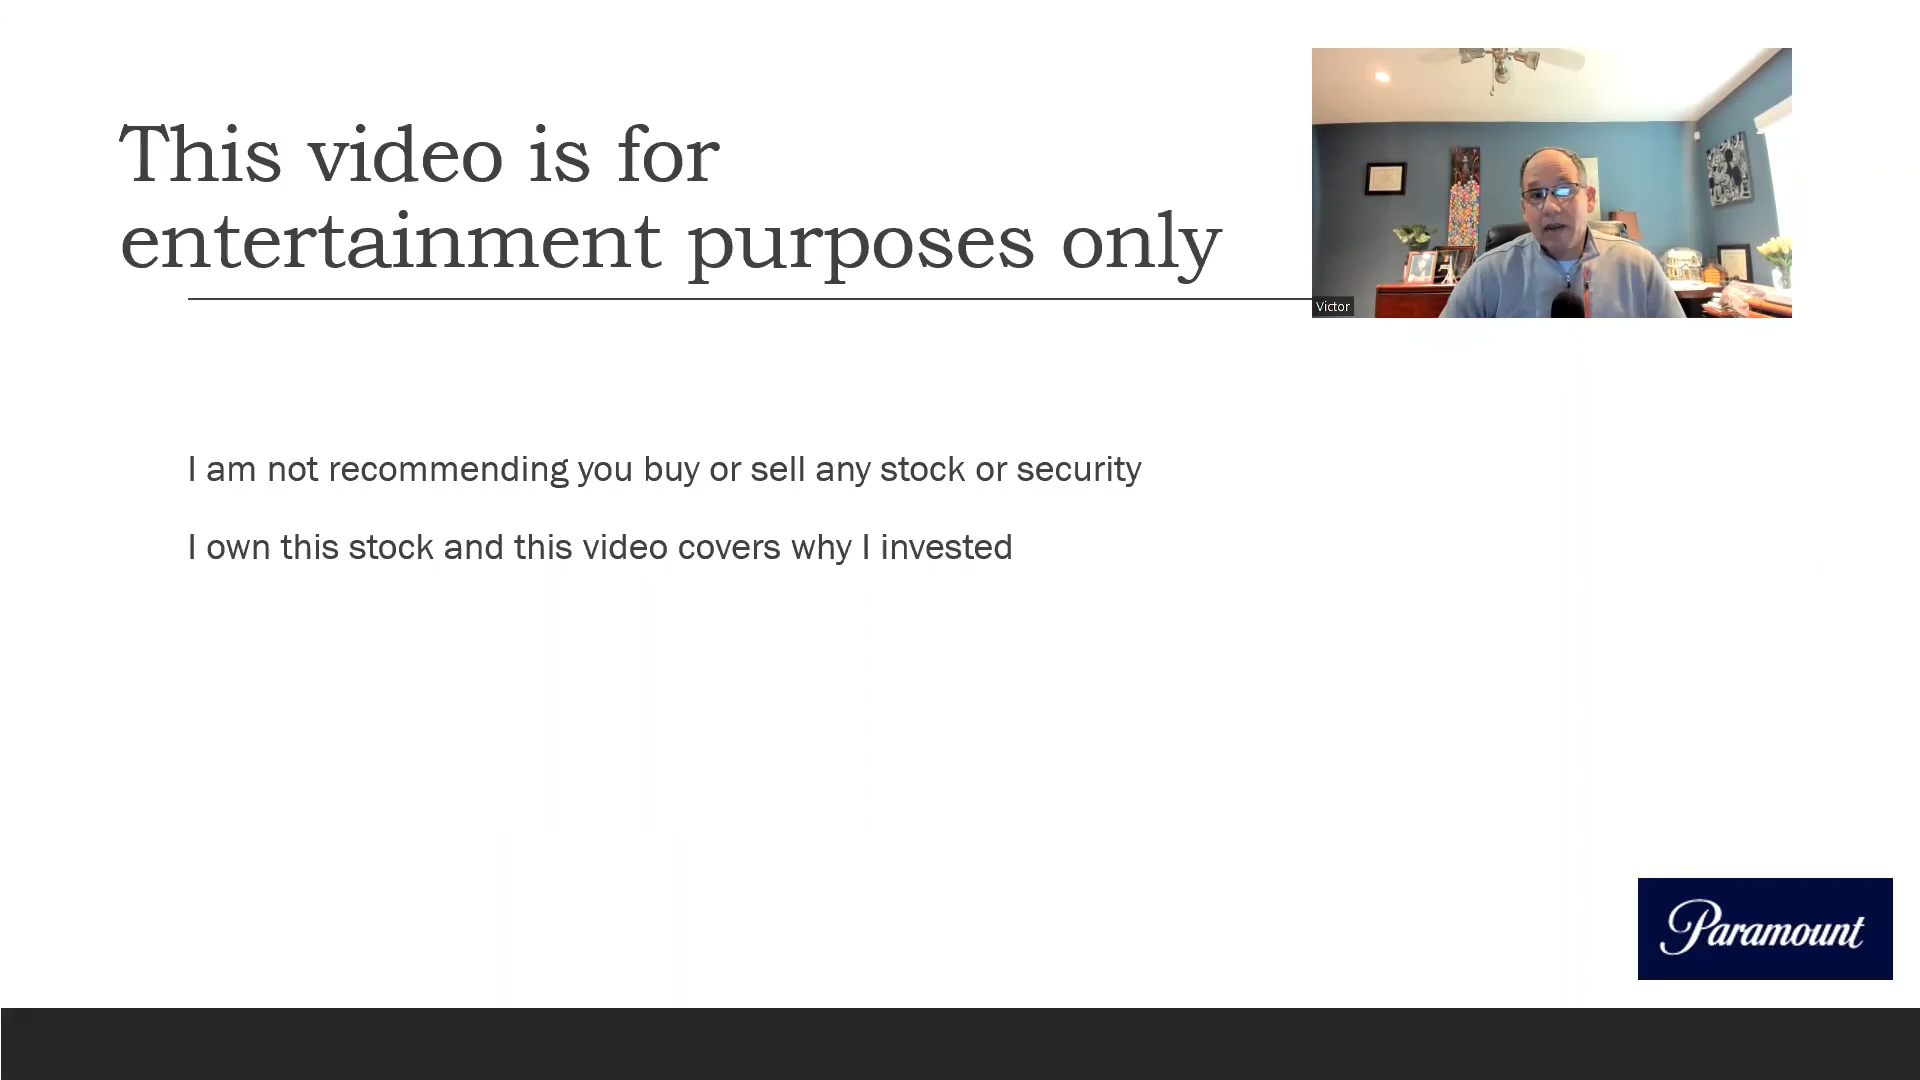 This video is for
entertainment purposes only
Victor
I am not recommending you buy or sell any stock or security
I own this stock and this video covers why I invested
Paramount